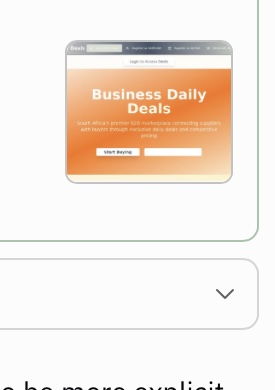 Deals
Login to Access Deals
Business Daily
Deals
South Africa's premier B2B marketplace connecting suppliers
with buyers through exclusive daily deals and competitive
pricing.
Start Buying
o be more explicit